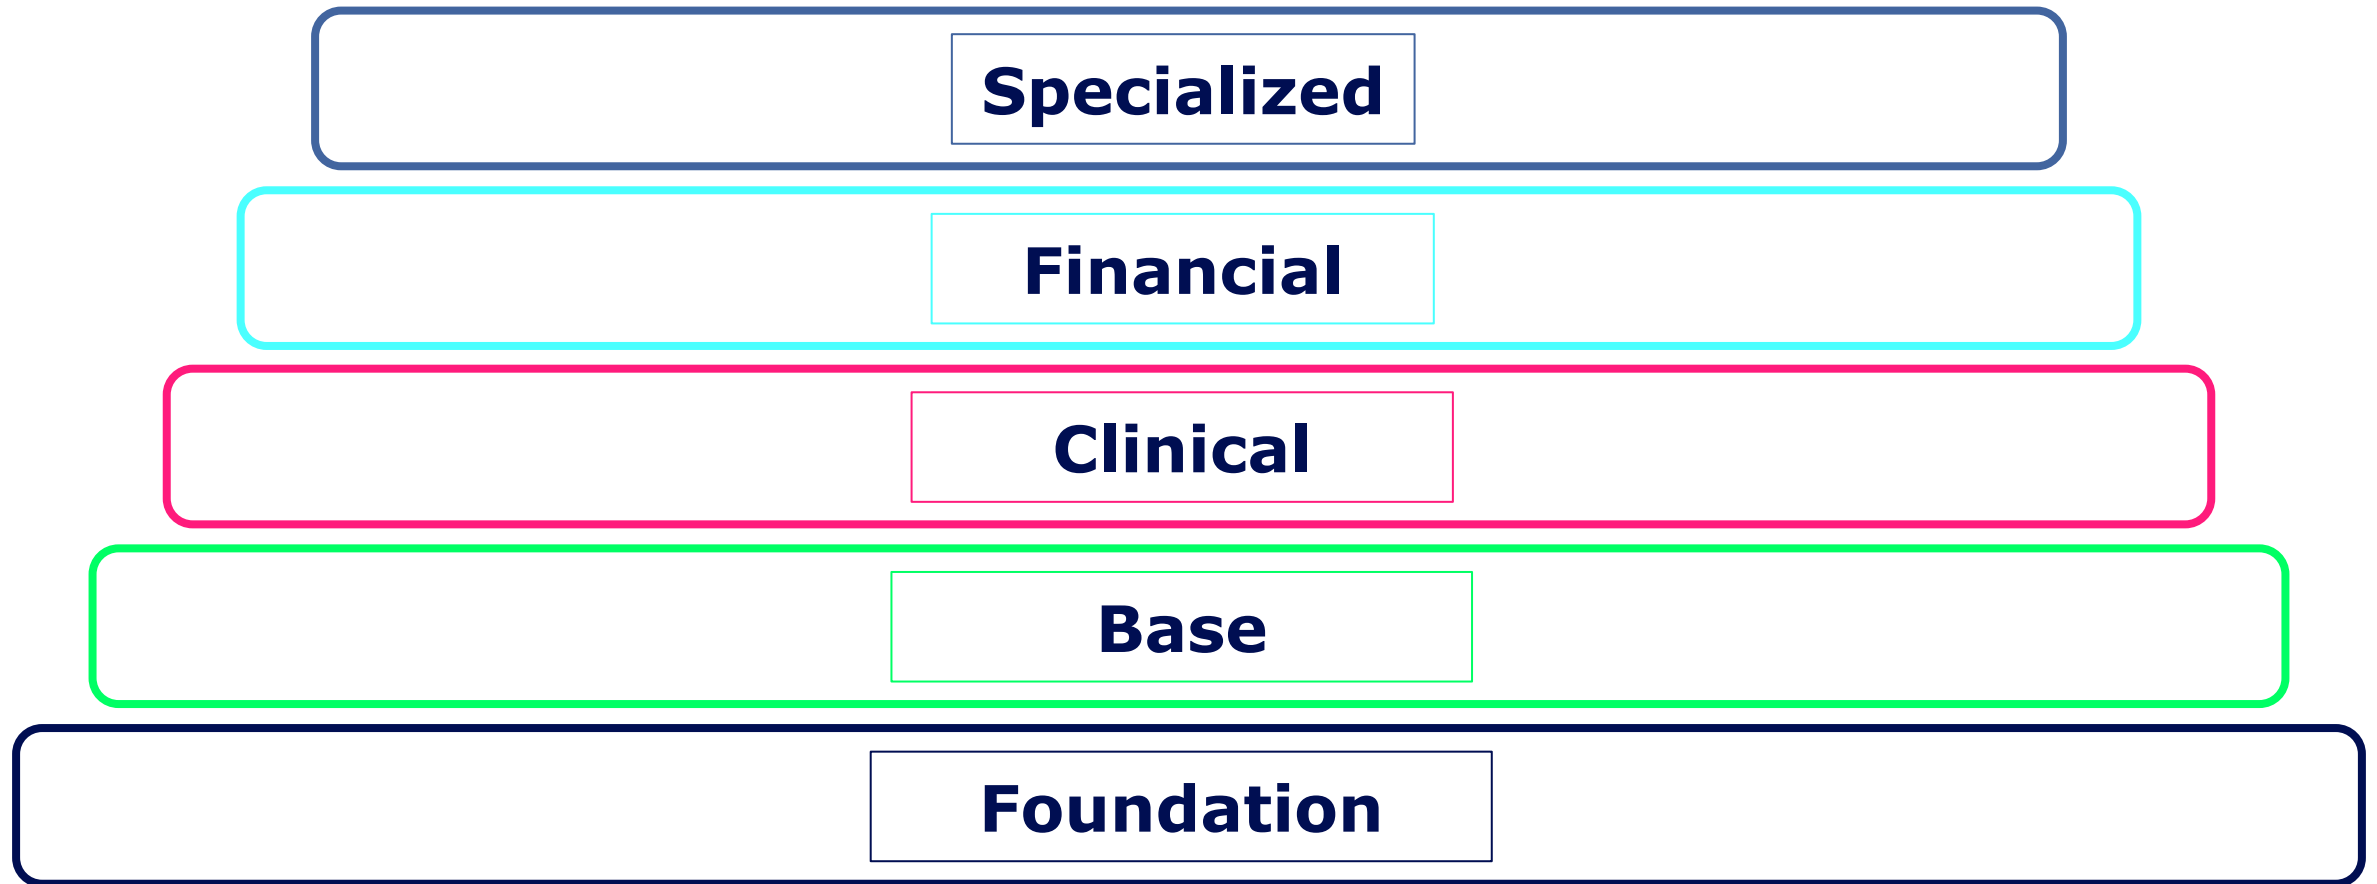 Specialized
Financial
Clinical
Base
Foundation